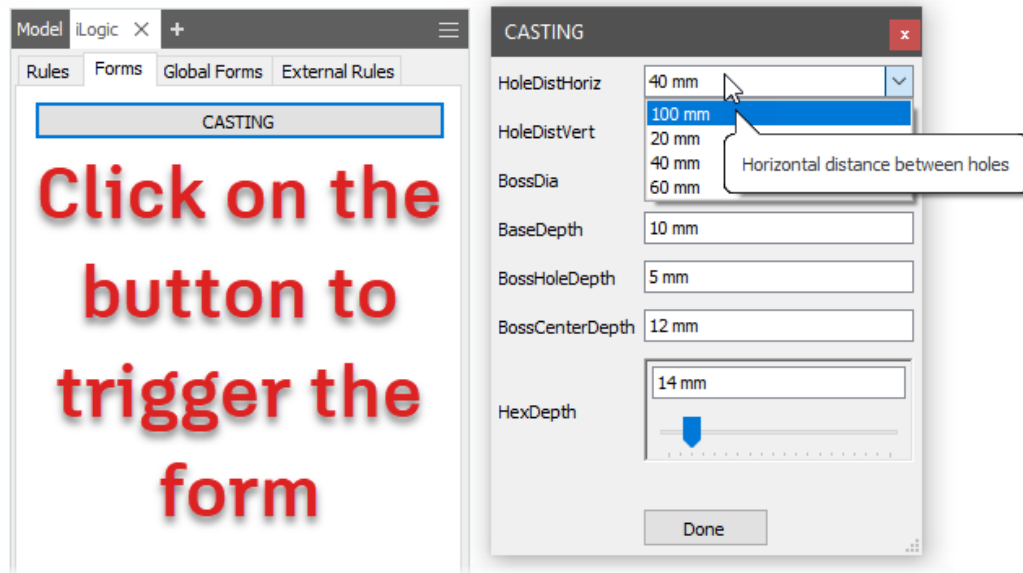 Model iLogic
Rules Forms Global Forms External Rules
CASTING
Click on the
button to
trigger the
form
CASTING
HoleDistHoriz 40 mm
100 mm
HoleDistVert 20 mm
40 mm
Horizontal distance between holes
BossDia 60 mm
BaseDepth 10 mm
BossHoleDepth 5 mm
BossCenterDepth 12 mm
14 mm
HexDepth
Done